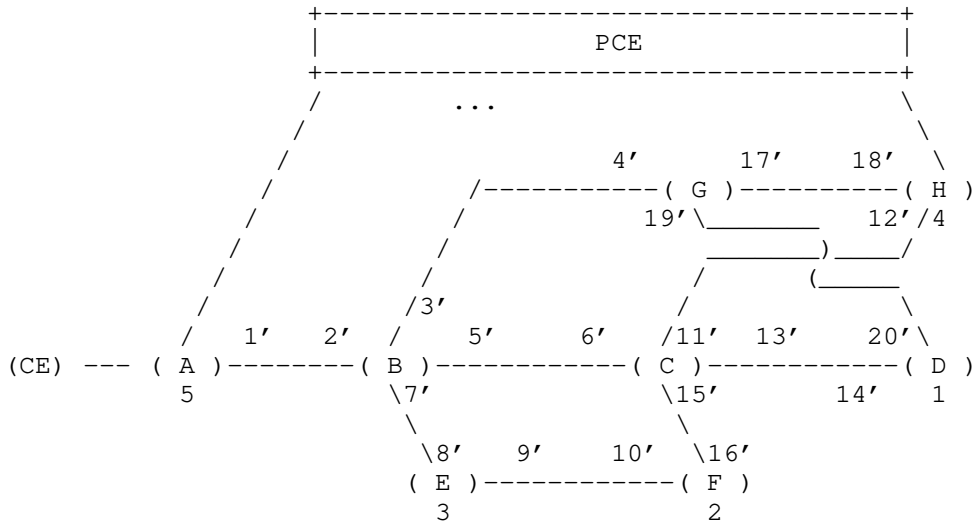 PCE
...
4′ 17′ 18′
( G ) ( H )
19′ 12′ 4
3′
1′ 2′ 5′ 6′ 11′ 13′ 20′
(CE) --- ( A ) ( B ) ( C ) ( D )
5 7′ 15′ 14′ 1
8′ 9′ 10′ 16′
( E ) ( F )
3 2